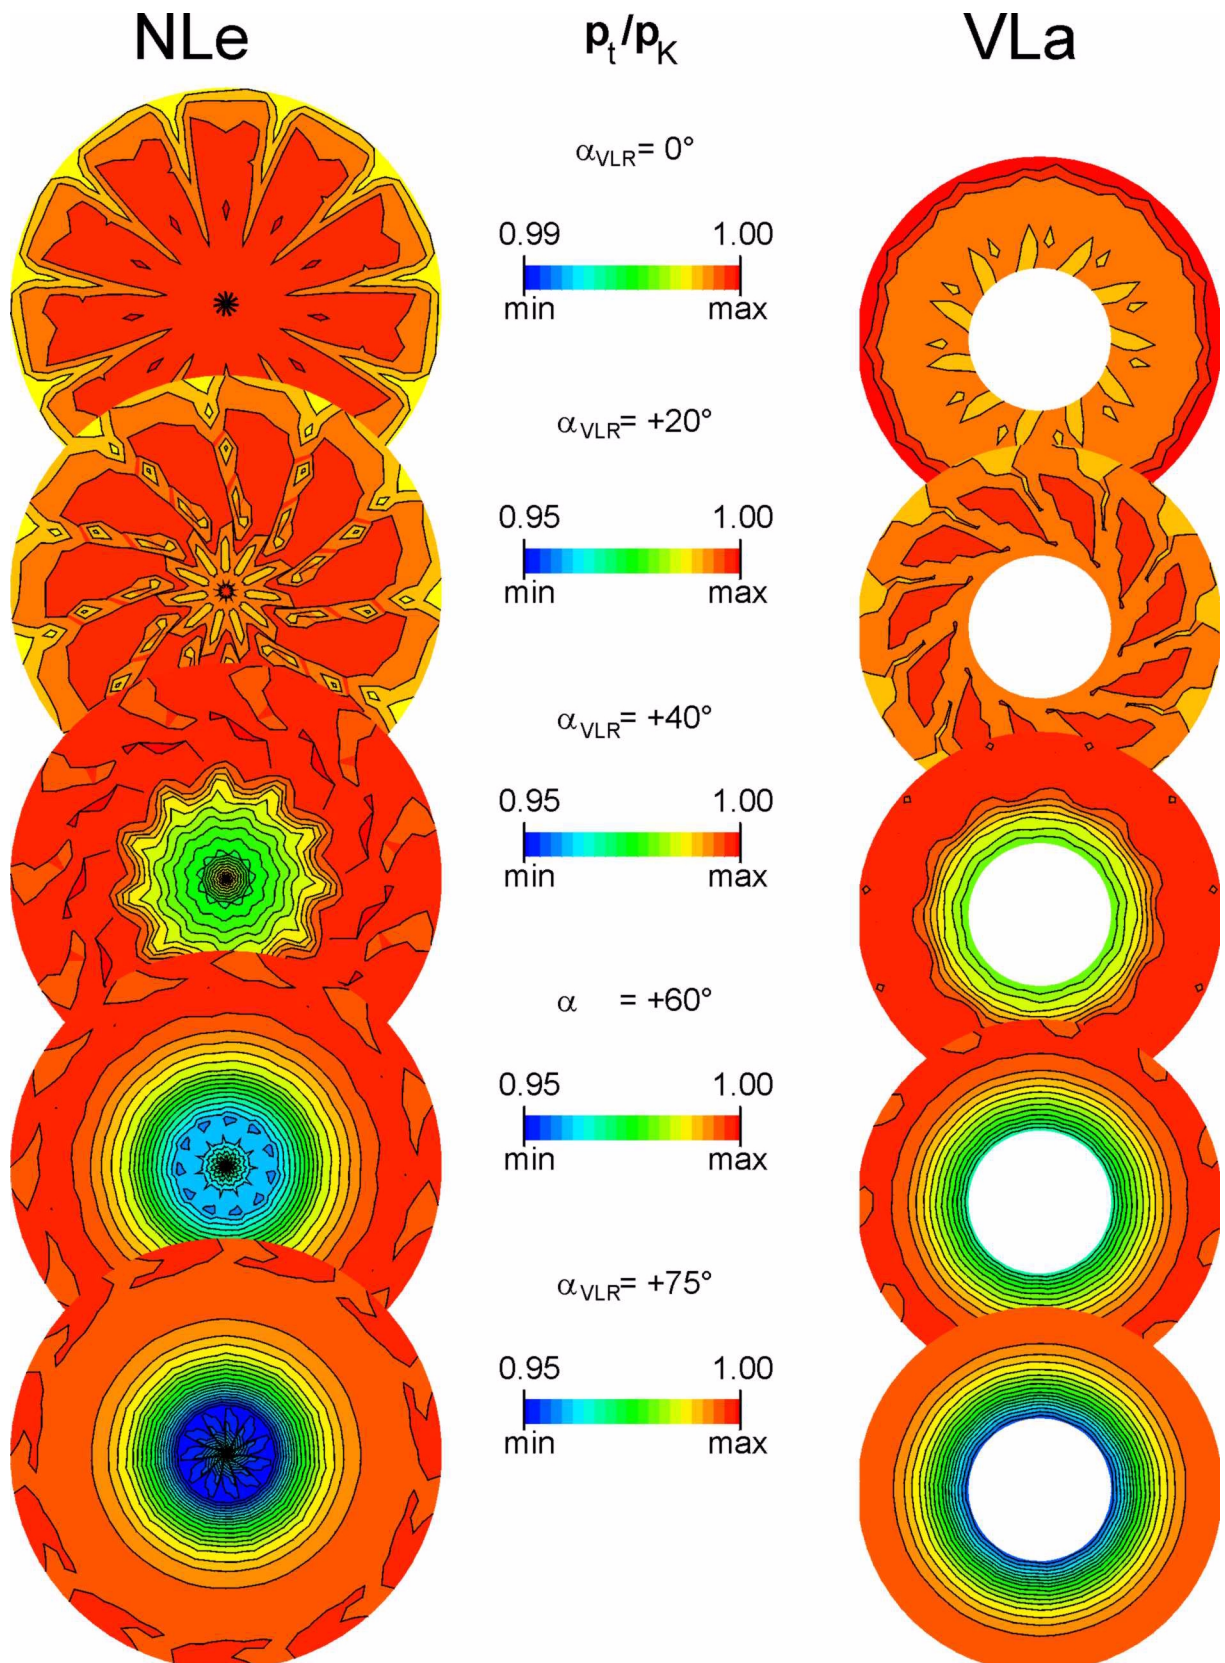 NLe p_t/p_K VLa
α_VLR = 0°
0.99 1.00
min max
α_VLR = +20°
0.95 1.00
min max
α_VLR = +40°
0.95 1.00
min max
α = +60°
0.95 1.00
min max
α_VLR = +75°
0.95 1.00
min max